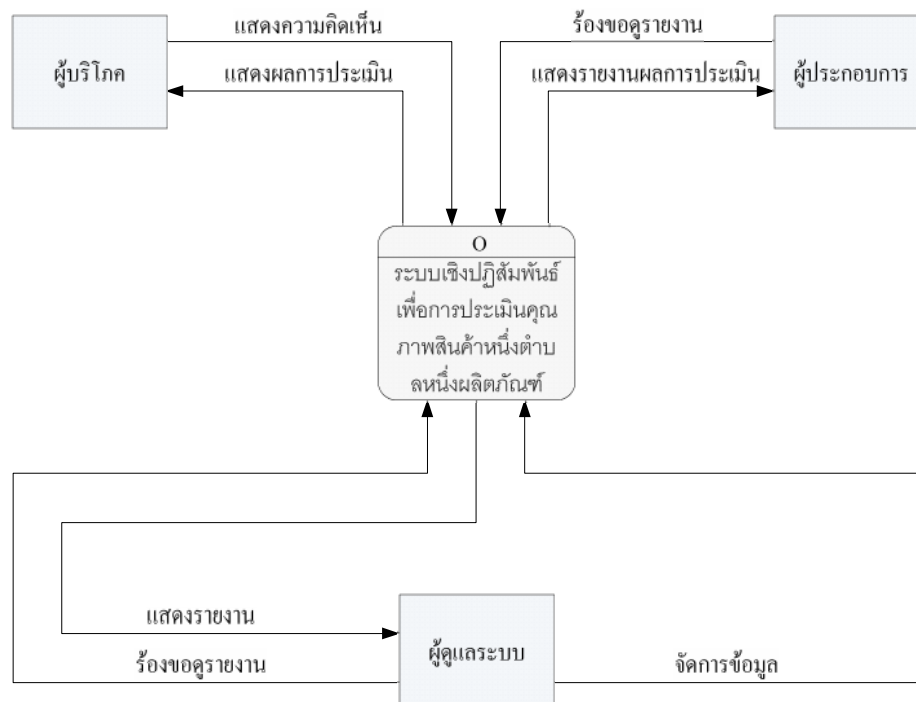 แสดงความคิดเห็น
ร้องขอดูรายงาน
ผู้บริโภค
แสดงผลการประเมิน
แสดงรายงานผลการประเมิน
ผู้ประกอบการ
O
ระบบเชิงปฏิสัมพันธ์
เพื่อการประเมินคุณ
ภาพสินค้าหนึ่งตำบ
ลหนึ่งผลิตภัณฑ์
แสดงรายงาน
ผู้ดูแลระบบ
ร้องขอดูรายงาน
จัดการข้อมูล